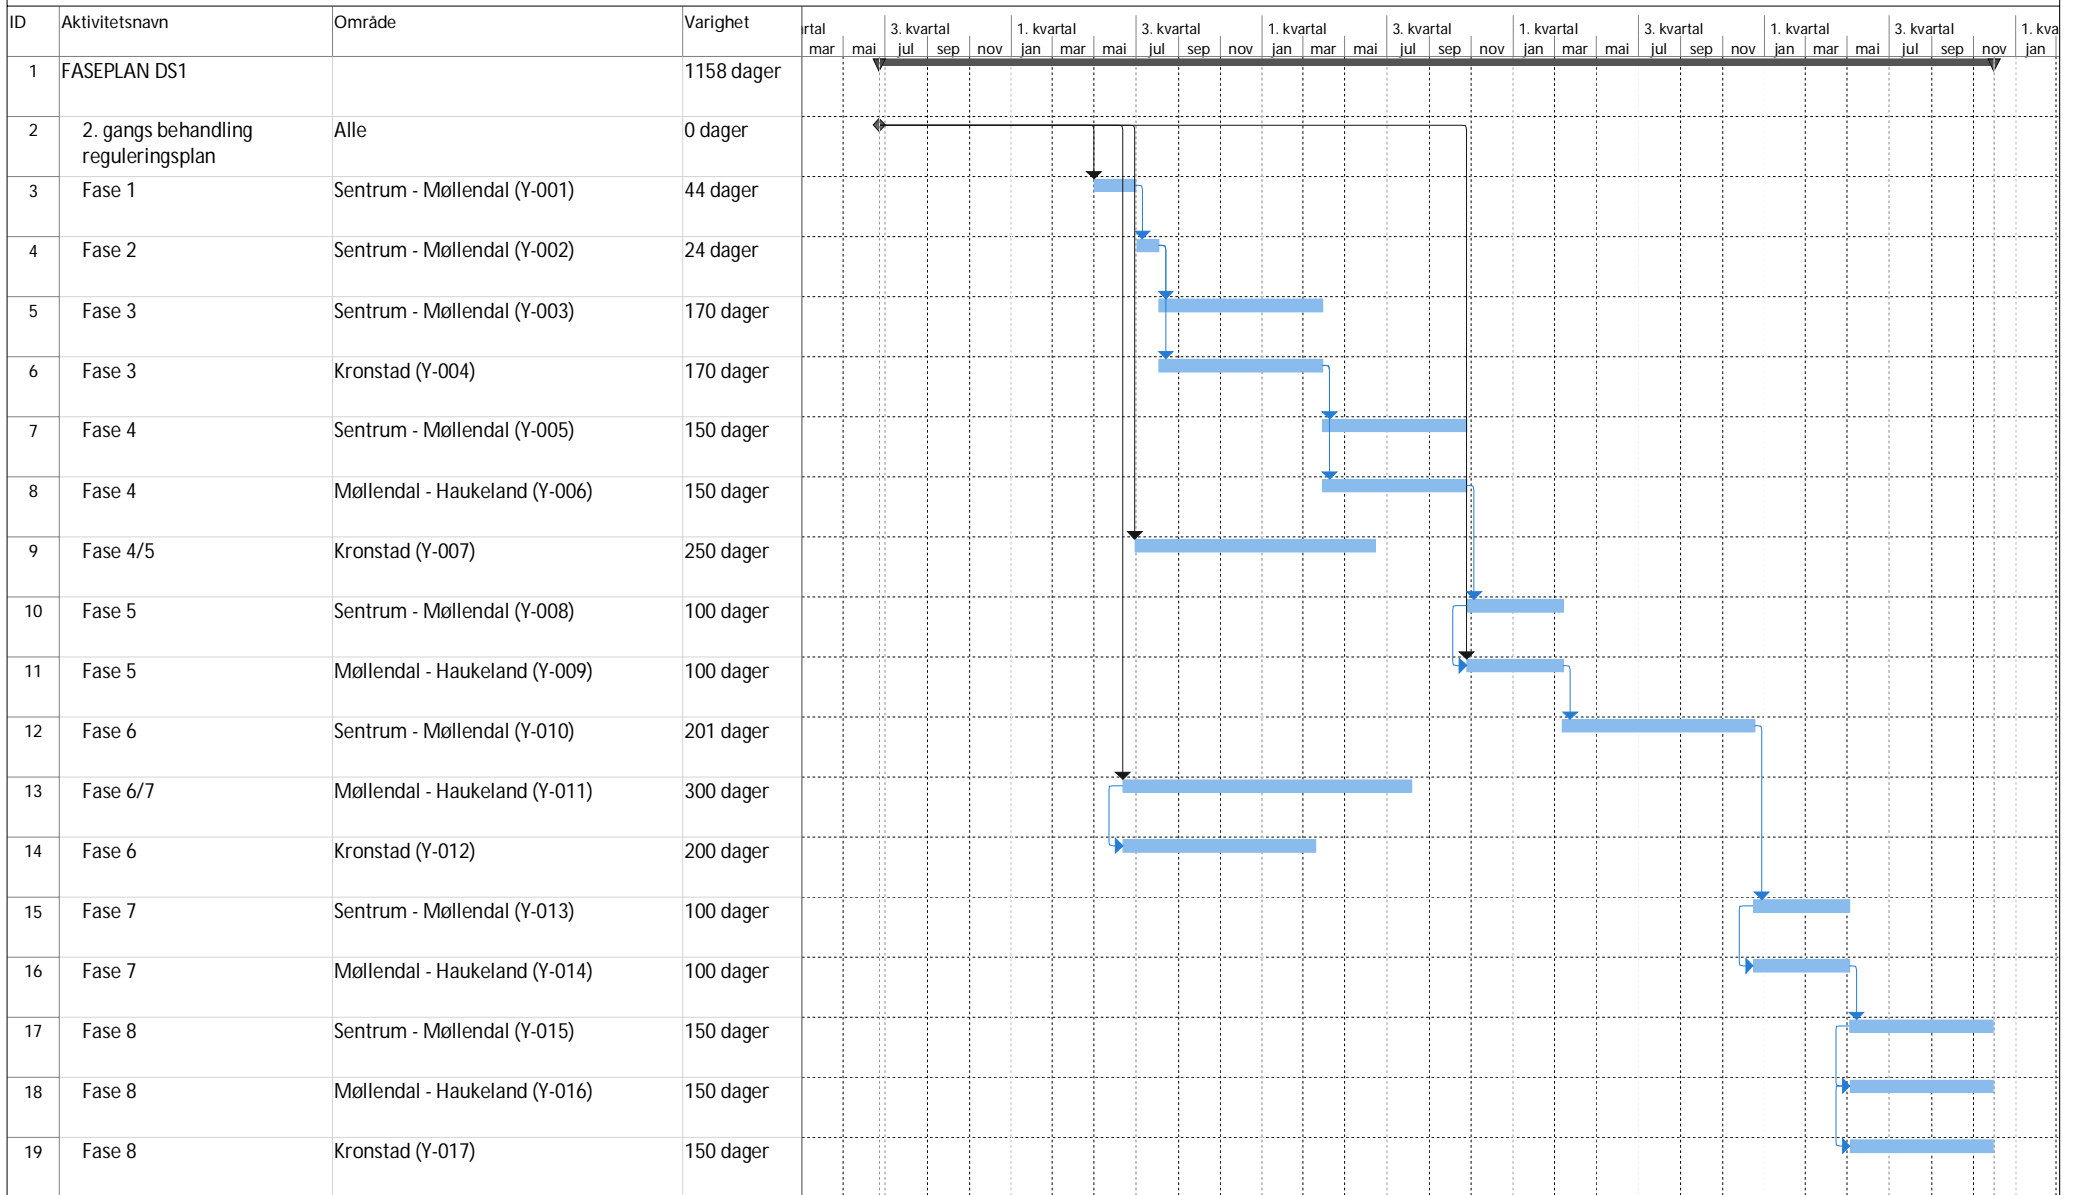 ID Aktivitetsnavn Område Varighet
rtal 3. kvartal 1. kvartal 3. kvartal 1. kvartal 3. kvartal 1. kvartal 3. kvartal 1. kvartal 3. kvartal 1. kva
mar mai jul sep nov jan mar mai jul sep nov jan mar mai jul sep nov jan mar mai jul sep nov jan mar mai jul sep nov jan
1 FASEPLAN DS1 1158 dager
2 2. gangs behandling Alle 0 dager
reguleringsplan
3 Fase 1 Sentrum - Møllendal (Y-001) 44 dager
4 Fase 2 Sentrum - Møllendal (Y-002) 24 dager
5 Fase 3 Sentrum - Møllendal (Y-003) 170 dager
6 Fase 3 Kronstad (Y-004) 170 dager
7 Fase 4 Sentrum - Møllendal (Y-005) 150 dager
8 Fase 4 Møllendal - Haukeland (Y-006) 150 dager
9 Fase 4/5 Kronstad (Y-007) 250 dager
10 Fase 5 Sentrum - Møllendal (Y-008) 100 dager
11 Fase 5 Møllendal - Haukeland (Y-009) 100 dager
12 Fase 6 Sentrum - Møllendal (Y-010) 201 dager
13 Fase 6/7 Møllendal - Haukeland (Y-011) 300 dager
14 Fase 6 Kronstad (Y-012) 200 dager
15 Fase 7 Sentrum - Møllendal (Y-013) 100 dager
16 Fase 7 Møllendal - Haukeland (Y-014) 100 dager
17 Fase 8 Sentrum - Møllendal (Y-015) 150 dager
18 Fase 8 Møllendal - Haukeland (Y-016) 150 dager
19 Fase 8 Kronstad (Y-017) 150 dager